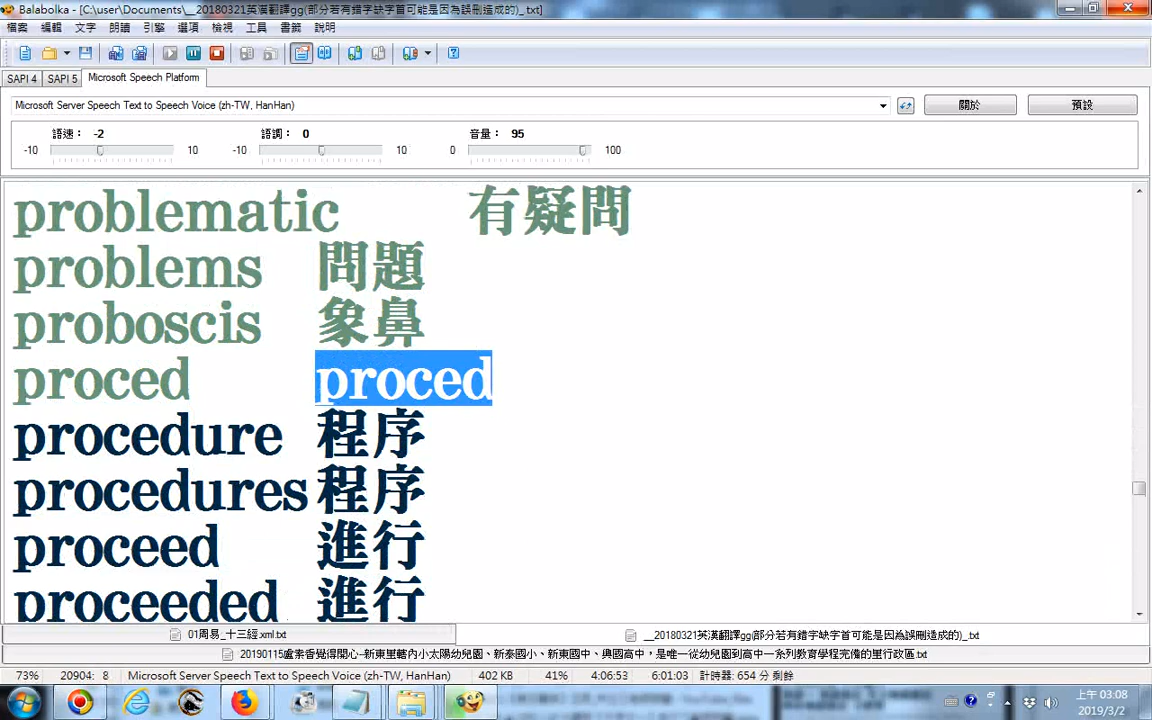 Balabolka - [C:\user\Documents\__20180321英漢翻譯gg(部分若有錯字缺字首可能是因為誤刪造成的)_.txt]
檔案 編輯 文字 朗讀 引擎 選項 檢視 工具 書籤 說明
SAPI 4 SAPI 5 Microsoft Speech Platform
Microsoft Server Speech Text to Speech Voice (zh-TW, HanHan) 關於 預設
語速： -2 語調： 0 音量： 95
-10 10 -10 10 0 100
problematic 有疑問
problems 問題
proboscis 象鼻
proced proced
procedure 程序
procedures 程序
proceed 進行
proceeded 進行
01周易_十三經.xml.txt __20180321英漢翻譯gg(部分若有錯字缺字首可能是因為誤刪造成的)_.txt
20190115盧素香覺得開心--新東里轄內小太陽幼兒園、新泰國小、新東國中、興國高中，是唯一從幼兒園到高中一系列教育學程完備的里行政區.txt
73% 20904: 8 Microsoft Server Speech Text to Speech Voice (zh-TW, HanHan) 402 KB 41% 4:06:53 6:01:03 計時器: 654 分 剩餘
上午 03:08
2019/3/2